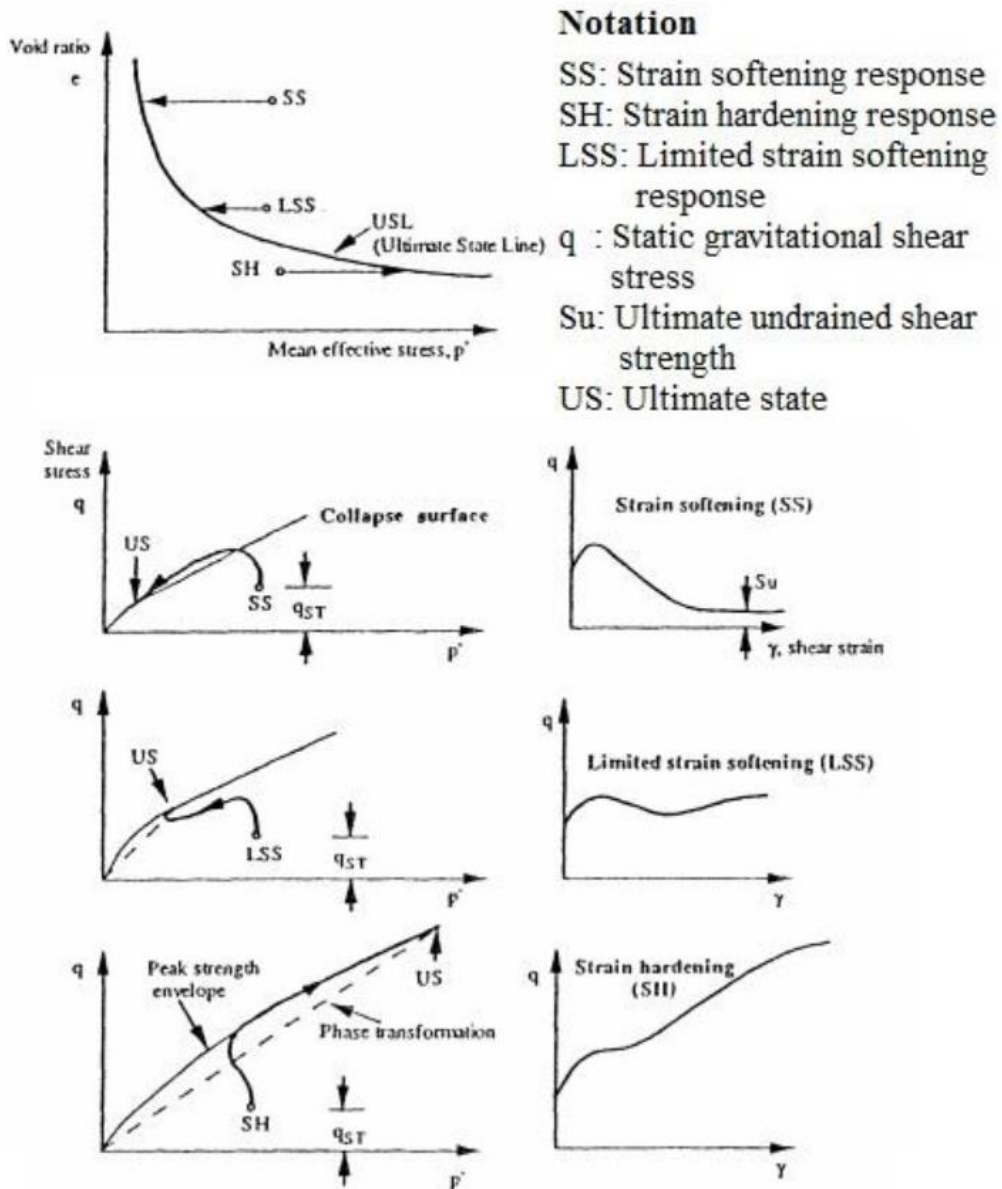 Void ratio
e
SS
LSS
USL
(Ultimate State Line)
SH
Mean effective stress, p'
Notation
SS: Strain softening response
SH: Strain hardening response
LSS: Limited strain softening
response
q : Static gravitational shear
stress
Su: Ultimate undrained shear
strength
US: Ultimate state
Shear
stress
q
US
Collapse surface
SS
qST
p'
q
Strain softening (SS)
Su
γ, shear strain
q
US
LSS
qST
p'
q
Limited strain softening (LSS)
γ
q
Peak strength
envelope
US
Phase transformation
SH
qST
p'
q
Strain hardening
(SH)
γ